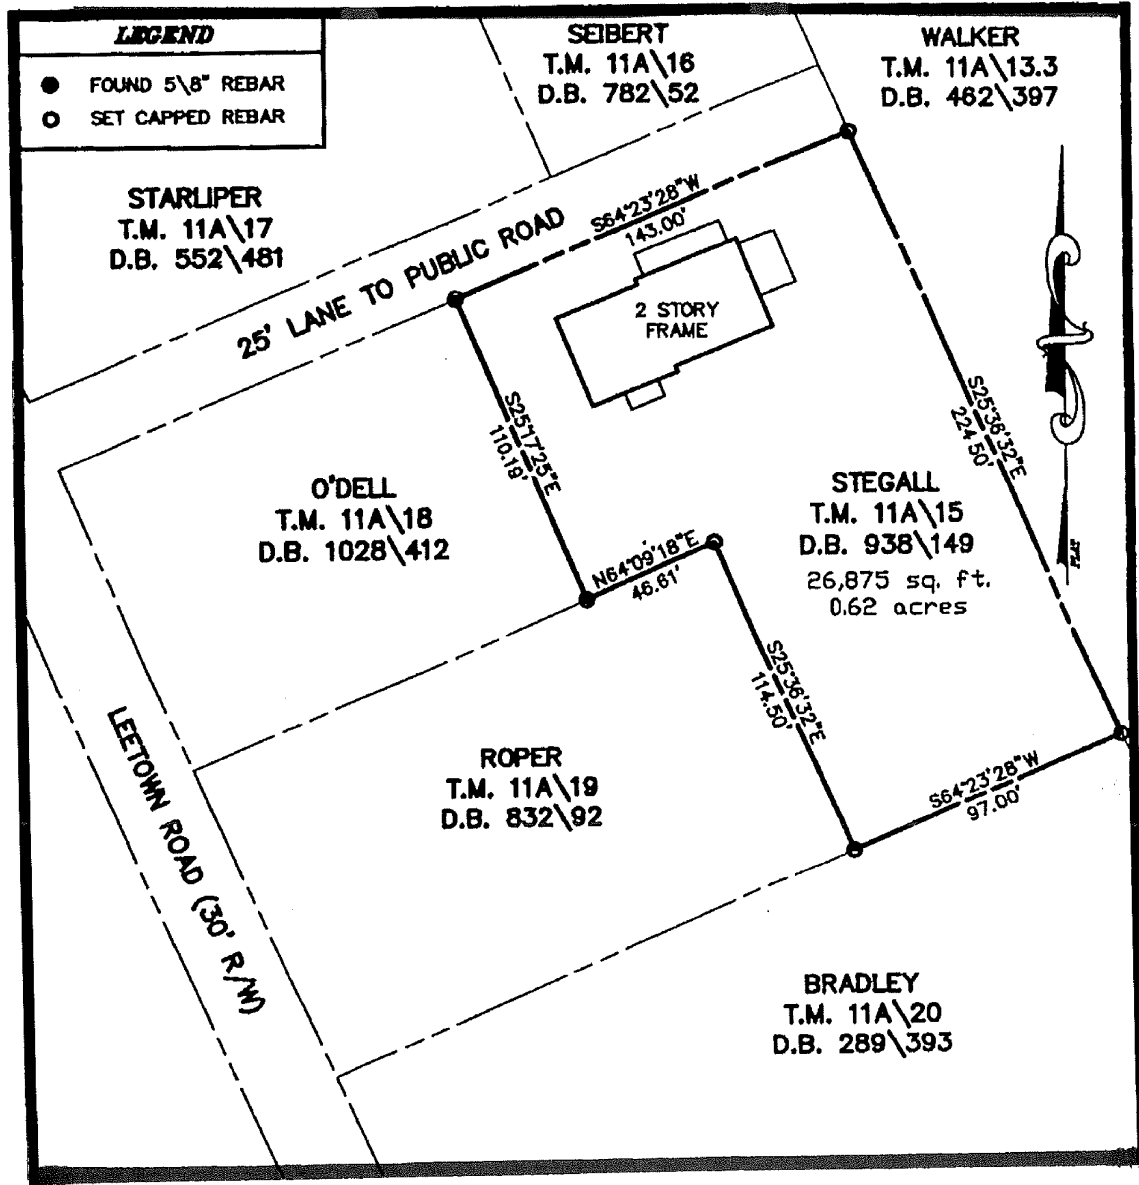 LEGEND
FOUND 5\8" REBAR
SET CAPPED REBAR
SEIBERT
T.M. 11A\16
D.B. 782\52
WALKER
T.M. 11A\13.3
D.B. 462\397
STARLIPER
T.M. 11A\17
D.B. 552\481
25' LANE TO PUBLIC ROAD
S64°23'28"W
143.00'
2 STORY
FRAME
S25°17'25"E
110.19'
S25°36'32"E
224.50'
O'DELL
T.M. 11A\18
D.B. 1028\412
STEGALL
T.M. 11A\15
D.B. 938\149
26,875 sq. ft.
0.62 acres
PLAT
N64°09'18"E
46.61'
S25°36'32"E
114.50'
LEETOWN ROAD (30' R/W)
ROPER
T.M. 11A\19
D.B. 832\92
S64°23'28"W
97.00'
BRADLEY
T.M. 11A\20
D.B. 289\393